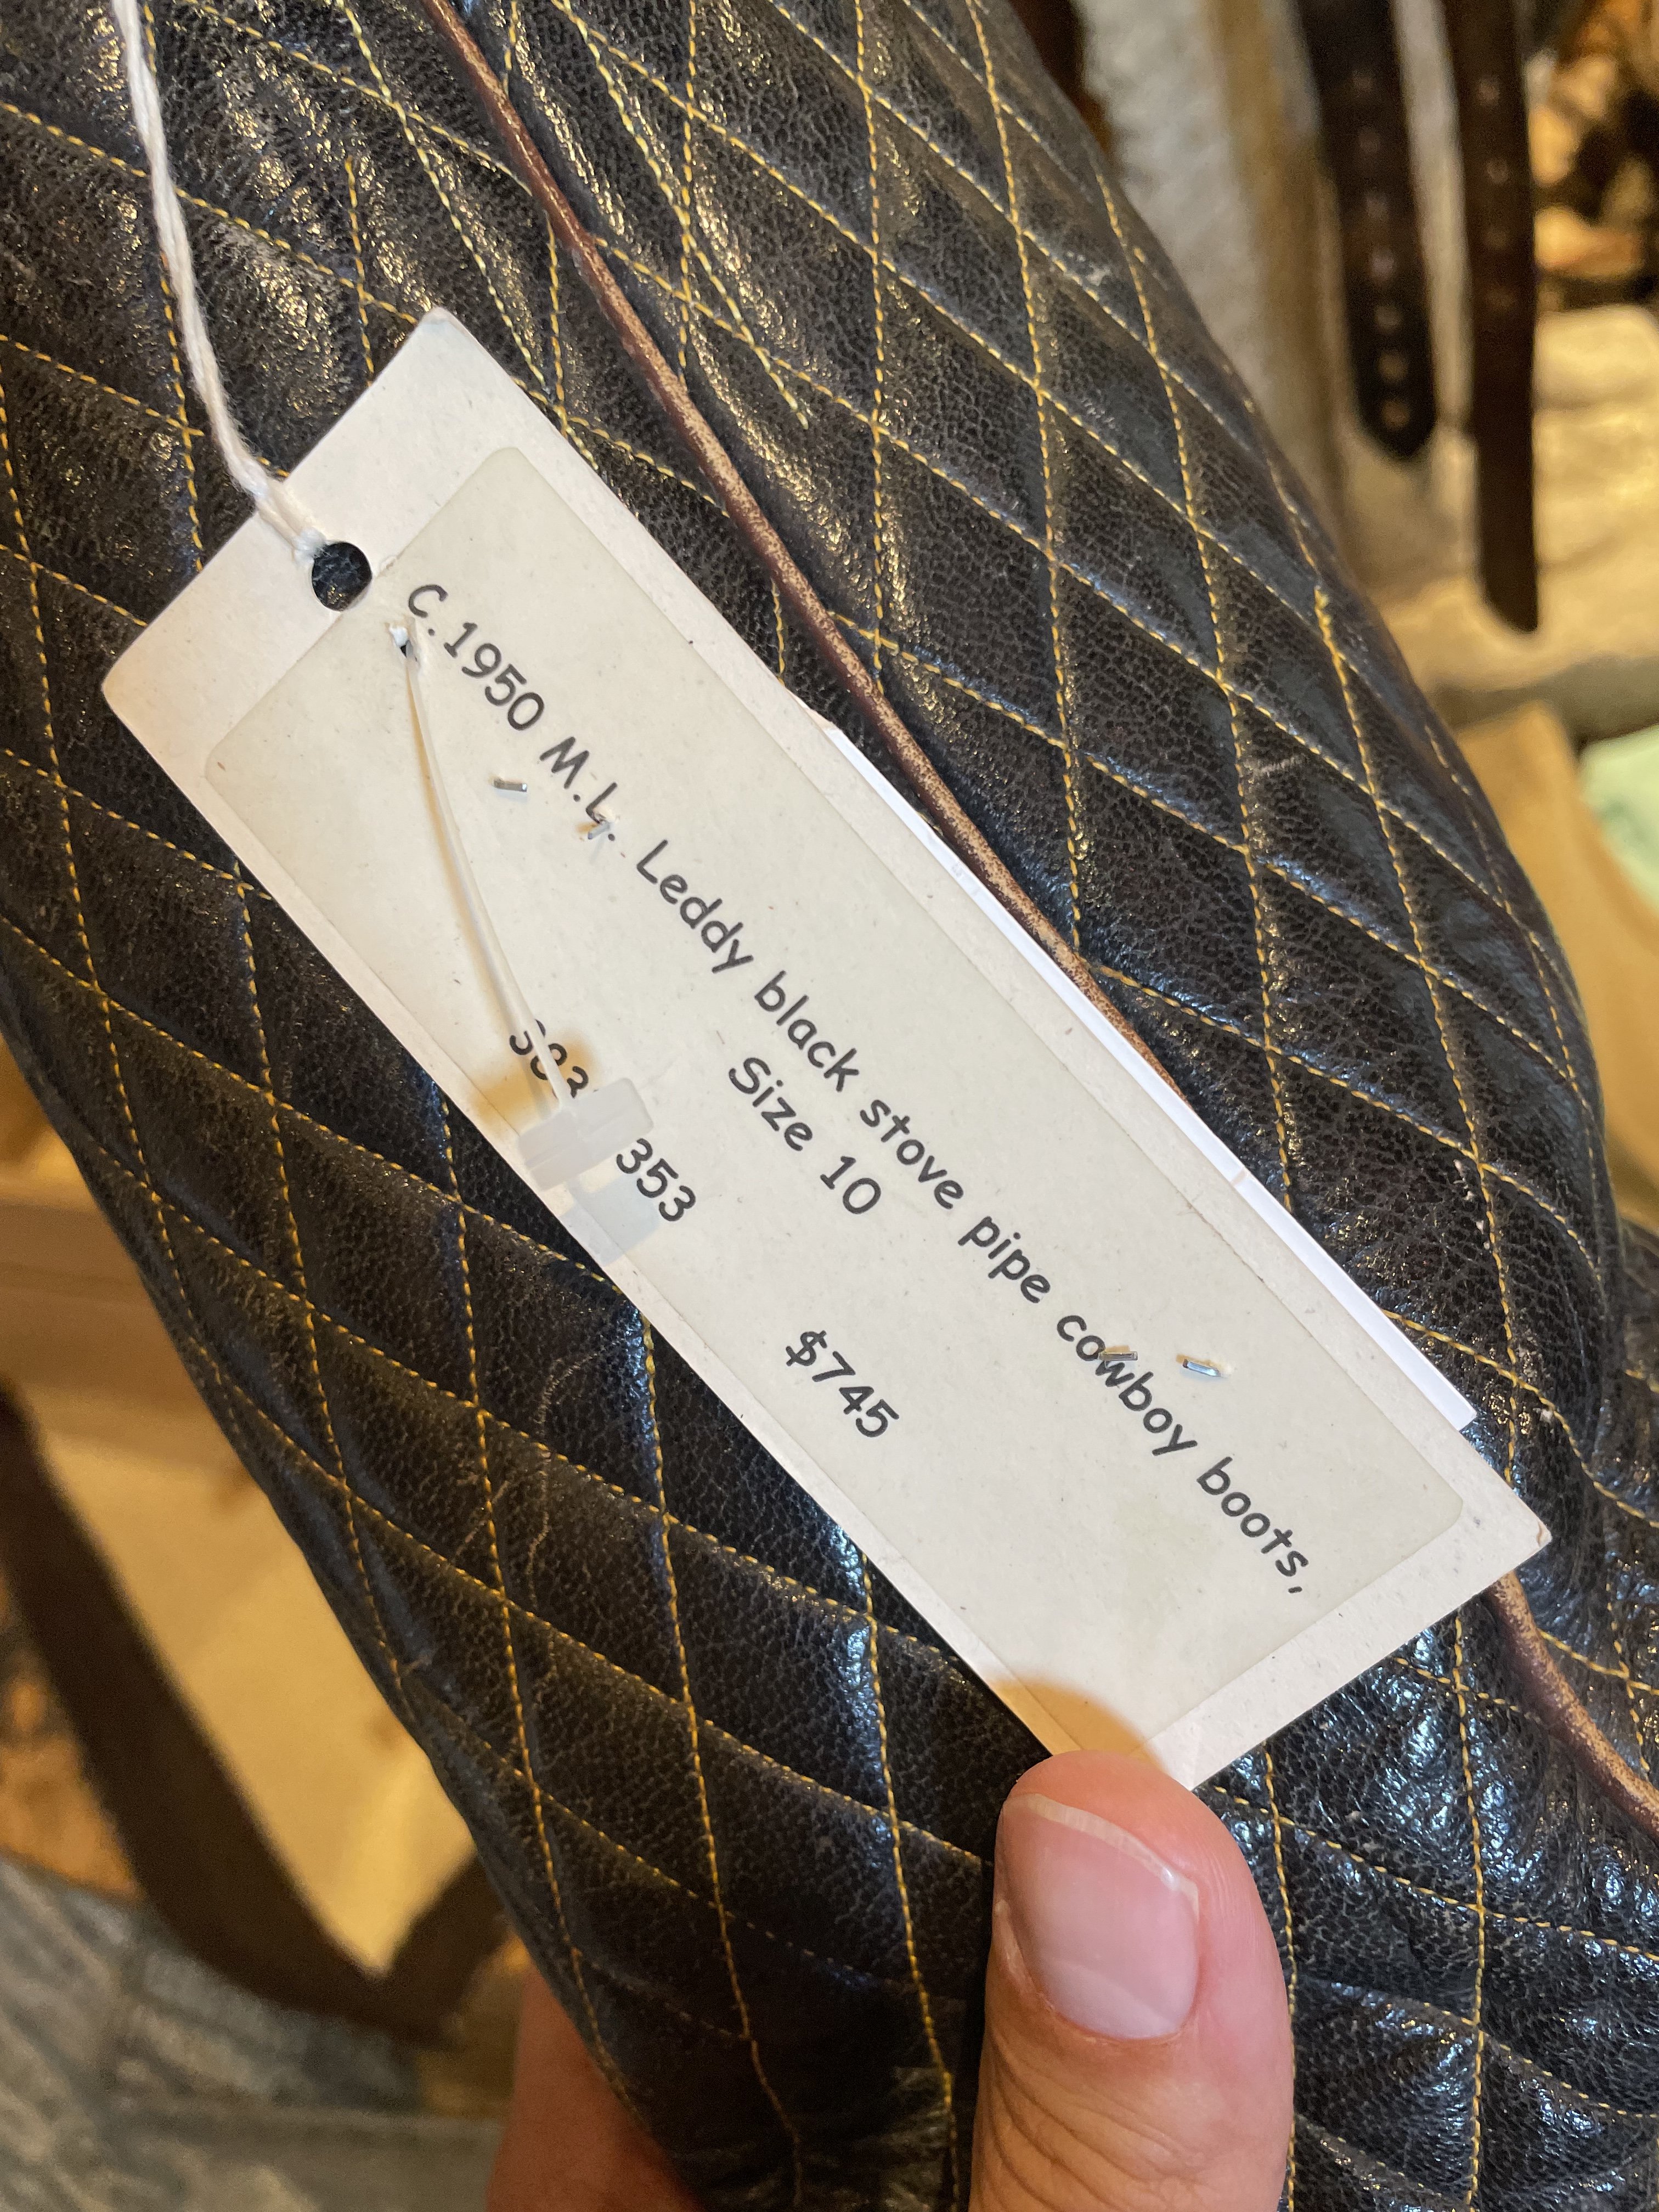 C.1950 M.L. Leddy black stove pipe cowboy boots,
Size 10
353 $745